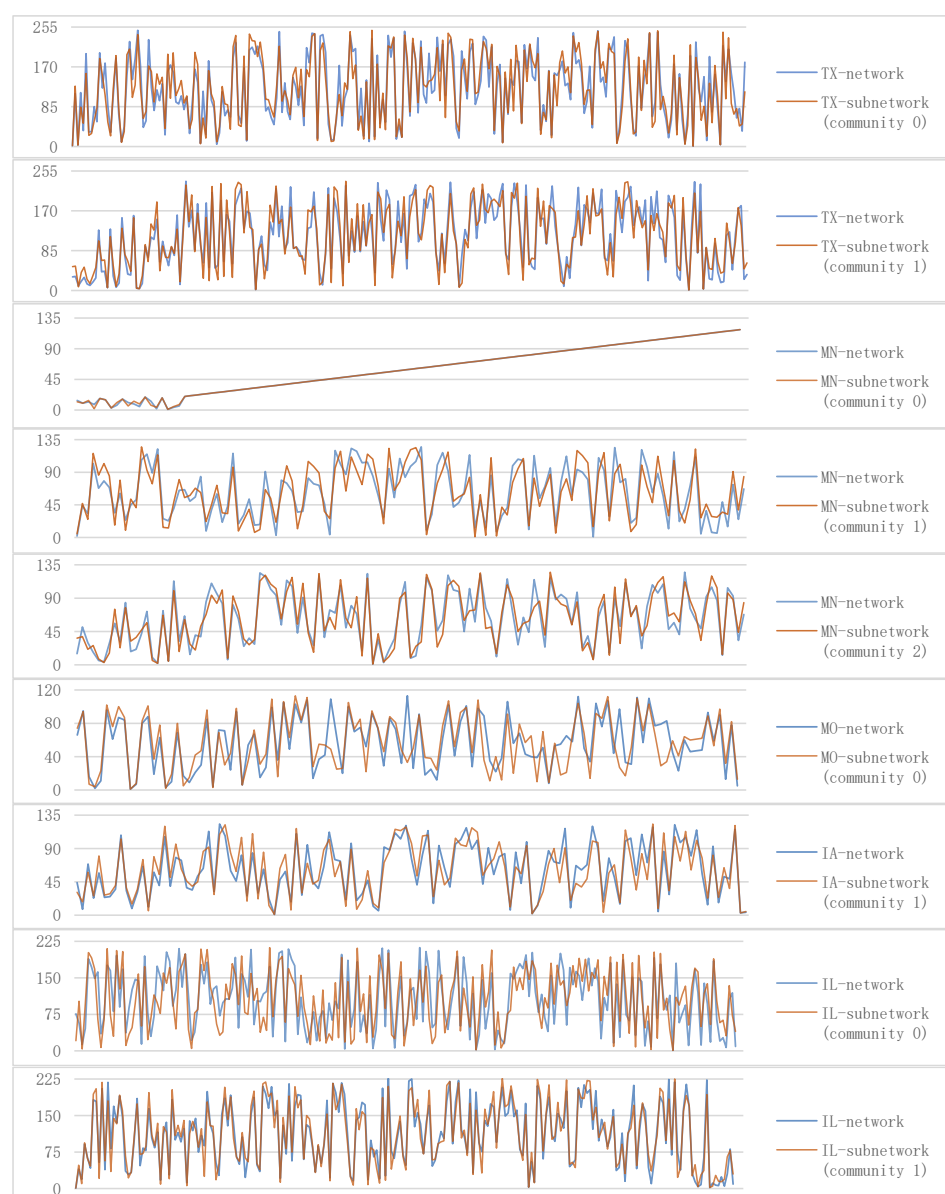 255
170
85
0
TX-network
TX-subnetwork
(community 0)
255
170
85
0
TX-network
TX-subnetwork
(community 1)
135
90
45
0
MN-network
MN-subnetwork
(community 0)
135
90
45
0
MN-network
MN-subnetwork
(community 1)
135
90
45
0
MN-network
MN-subnetwork
(community 2)
120
80
40
0
MO-network
MO-subnetwork
(community 0)
135
90
45
0
IA-network
IA-subnetwork
(community 1)
225
150
75
0
IL-network
IL-subnetwork
(community 0)
225
150
75
0
IL-network
IL-subnetwork
(community 1)